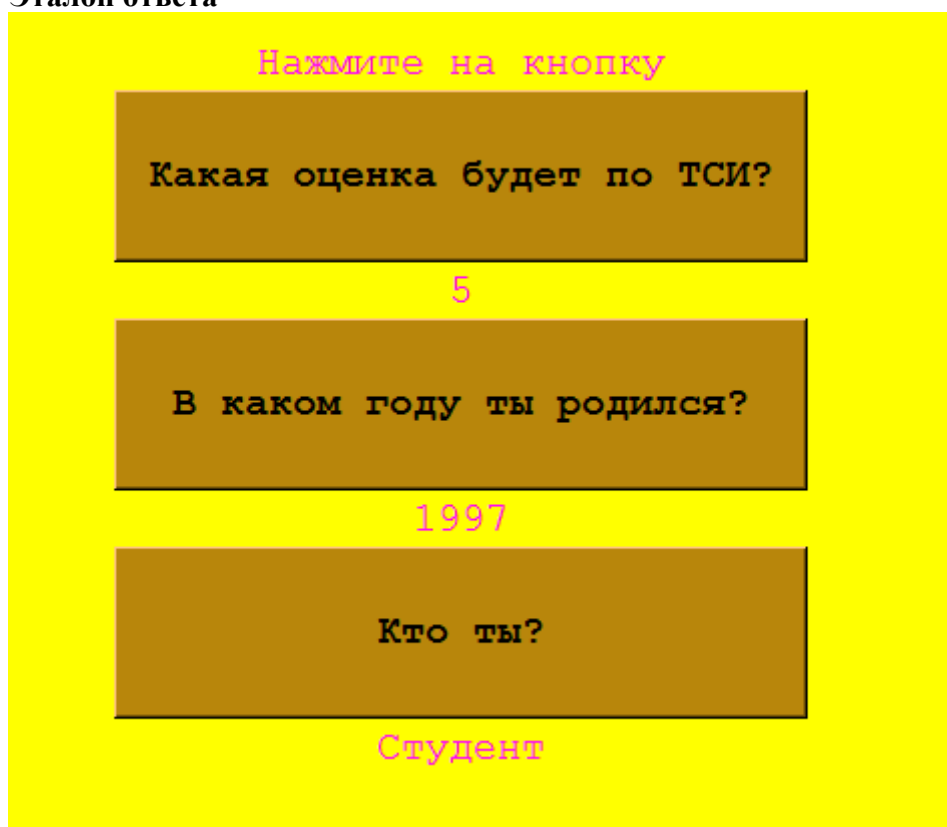 Эталон ответа
Нажмите на кнопку
Какая оценка будет по ТСИ?
5
В каком году ты родился?
1997
Кто ты?
Студент